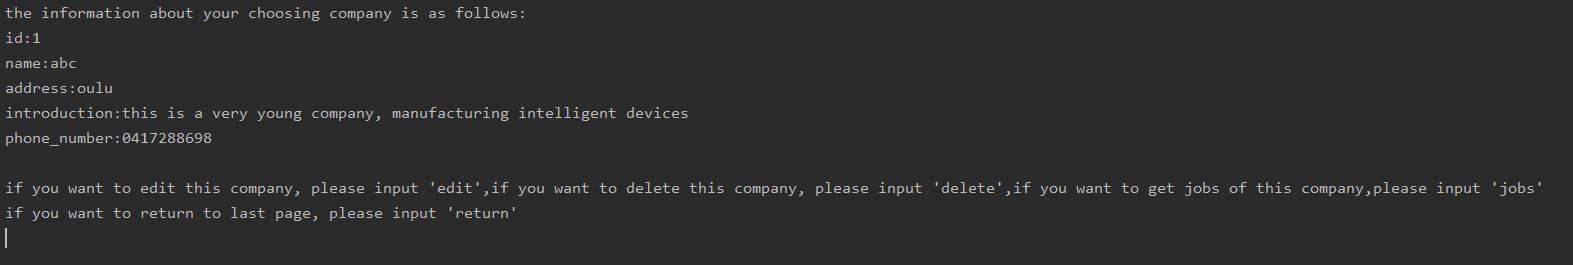 the information about your choosing company is as follows:
id:1
name:abc
address:oulu
introduction:this is a very young company, manufacturing intelligent devices
phone_number:0417288698
if you want to edit this company, please input 'edit',if you want to delete this company, please input 'delete',if you want to get jobs of this company,please input 'jobs'
if you want to return to last page, please input 'return'